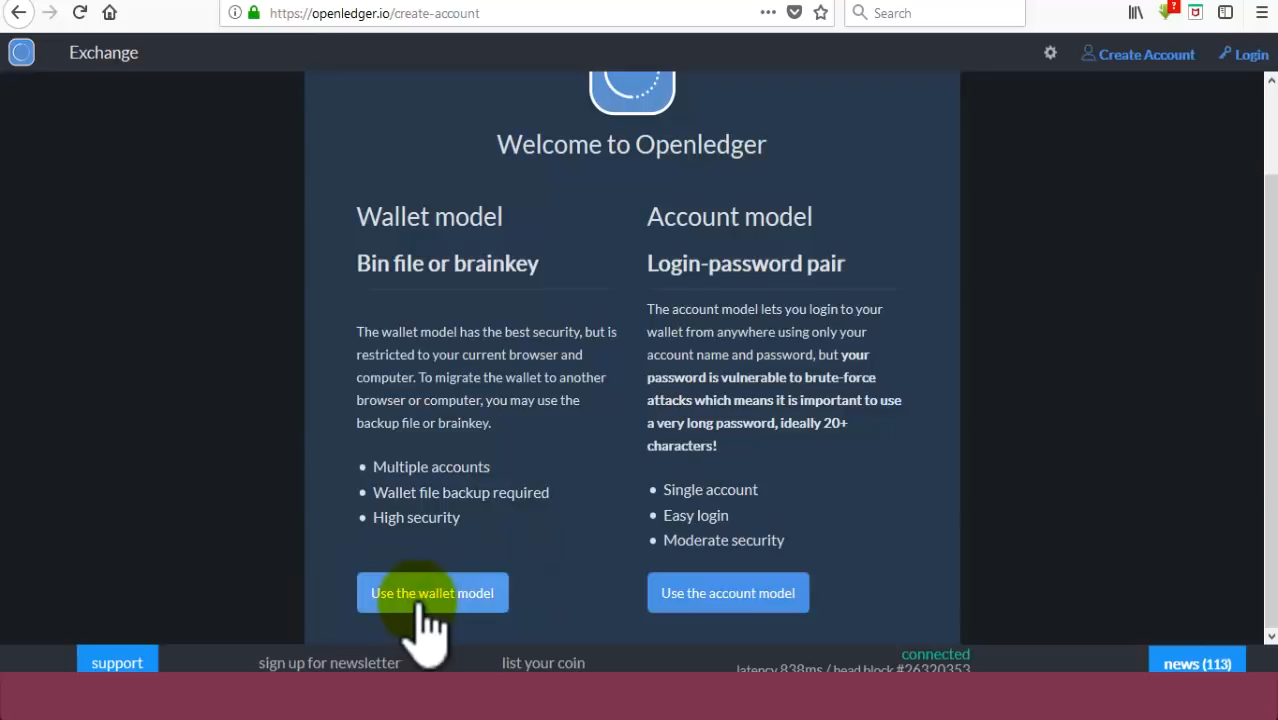 https://openledger.io/create-account
Search
Exchange
Create Account
Login
Welcome to Openledger
Wallet model
Bin file or brainkey
The wallet model has the best security, but is
restricted to your current browser and
computer. To migrate the wallet to another
browser or computer, you may use the
backup file or brainkey.
Multiple accounts
Wallet file backup required
High security
Use the wallet model
Account model
Login-password pair
The account model lets you login to your
wallet from anywhere using only your
account name and password, but your
password is vulnerable to brute-force
attacks which means it is important to use
a very long password, ideally 20+
characters!
Single account
Easy login
Moderate security
Use the account model
support
sign up for newsletter
list your coin
connected
latency 838ms / head block #26320353
news (113)